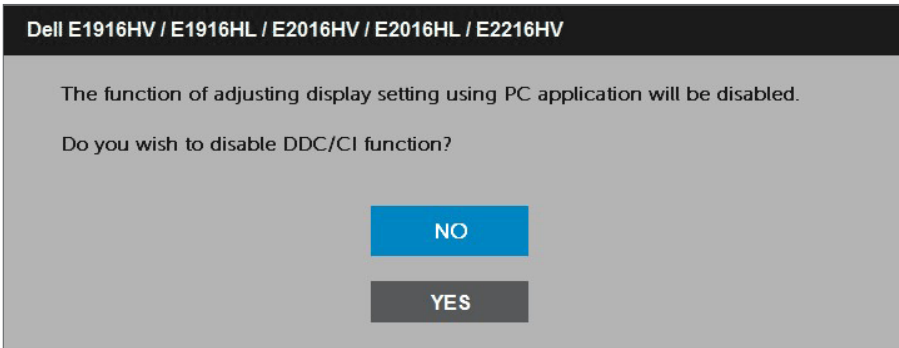 Dell E1916HV / E1916HL / E2016HV / E2016HL / E2216HV
The function of adjusting display setting using PC application will be disabled.
Do you wish to disable DDC/CI function?
NO
YES